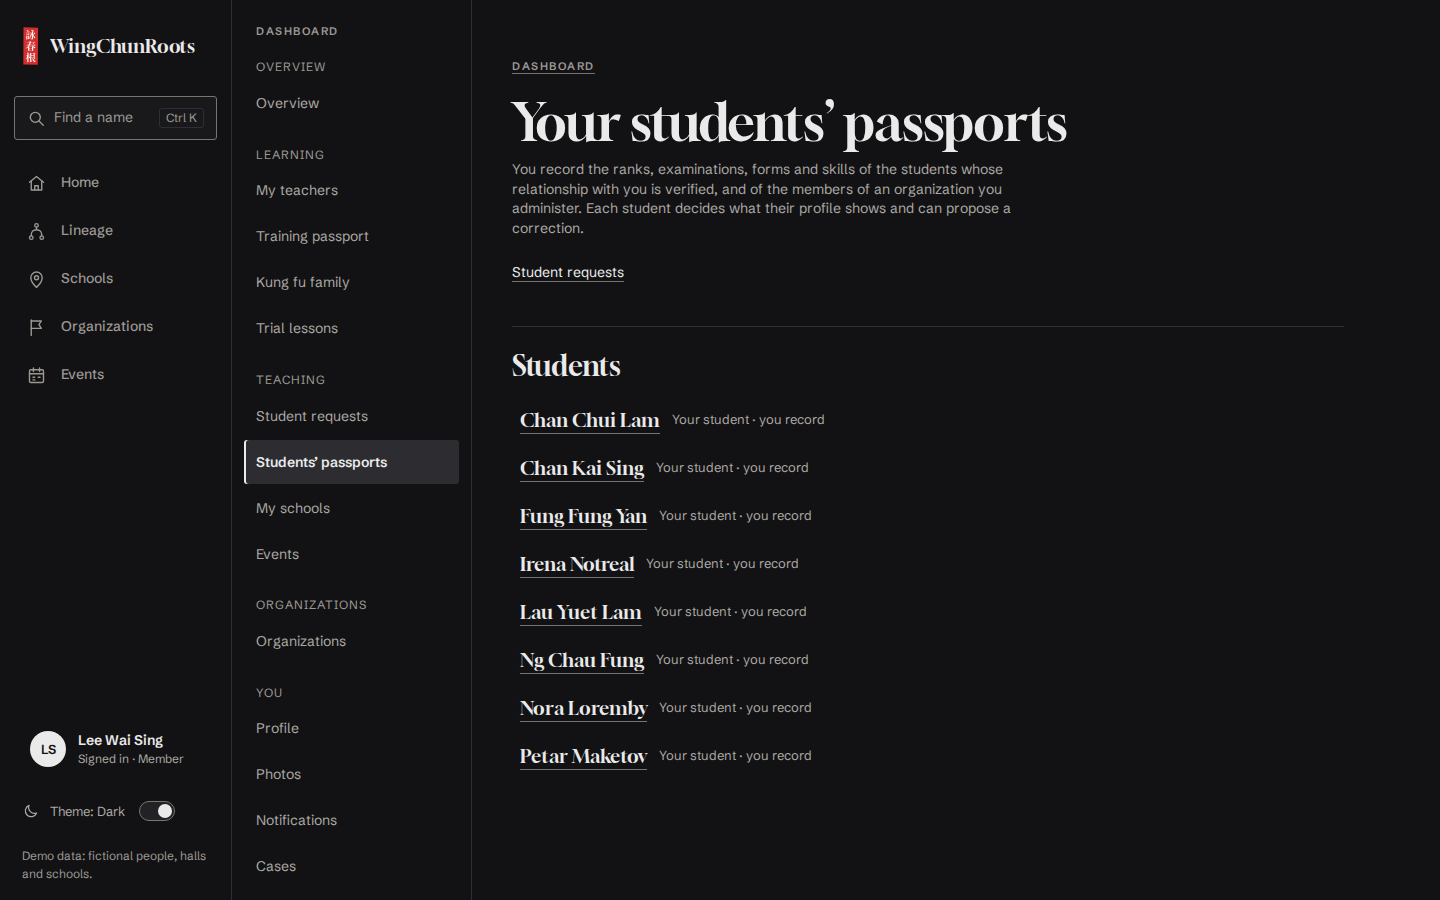 詠春根
WingChunRoots
Find a name
Ctrl K
Home
Lineage
Schools
Organizations
Events
LS
Lee Wai Sing
Signed in · Member
Theme: Dark
Demo data: fictional people, halls
and schools.
DASHBOARD
OVERVIEW
Overview
LEARNING
My teachers
Training passport
Kung fu family
Trial lessons
TEACHING
Student requests
Students’ passports
My schools
Events
ORGANIZATIONS
Organizations
YOU
Profile
Photos
Notifications
Cases
DASHBOARD
Your students’ passports
You record the ranks, examinations, forms and skills of the students whose
relationship with you is verified, and of the members of an organization you
administer. Each student decides what their profile shows and can propose a
correction.
Student requests
Students
Chan Chui Lam Your student · you record
Chan Kai Sing Your student · you record
Fung Fung Yan Your student · you record
Irena Notreal Your student · you record
Lau Yuet Lam Your student · you record
Ng Chau Fung Your student · you record
Nora Loremby Your student · you record
Petar Maketov Your student · you record